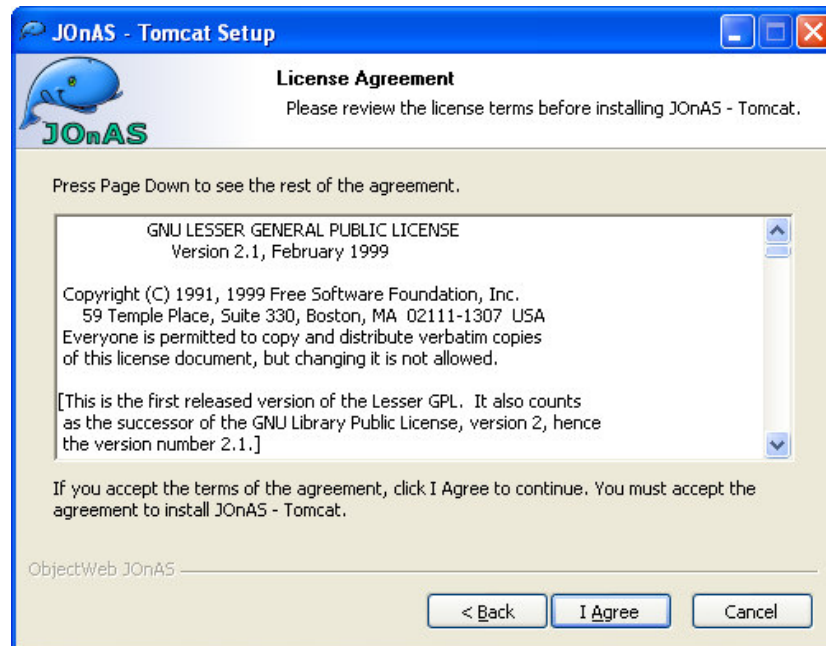 JOnAS - Tomcat Setup
JOnAS
License Agreement
Please review the license terms before installing JOnAS - Tomcat.
Press Page Down to see the rest of the agreement.
GNU LESSER GENERAL PUBLIC LICENSE
Version 2.1, February 1999
Copyright (C) 1991, 1999 Free Software Foundation, Inc.
59 Temple Place, Suite 330, Boston, MA  02111-1307  USA
Everyone is permitted to copy and distribute verbatim copies
of this license document, but changing it is not allowed.
[This is the first released version of the Lesser GPL.  It also counts
as the successor of the GNU Library Public License, version 2, hence
the version number 2.1.]
If you accept the terms of the agreement, click I Agree to continue. You must accept the
agreement to install JOnAS - Tomcat.
ObjectWeb JOnAS
< Back
I Agree
Cancel